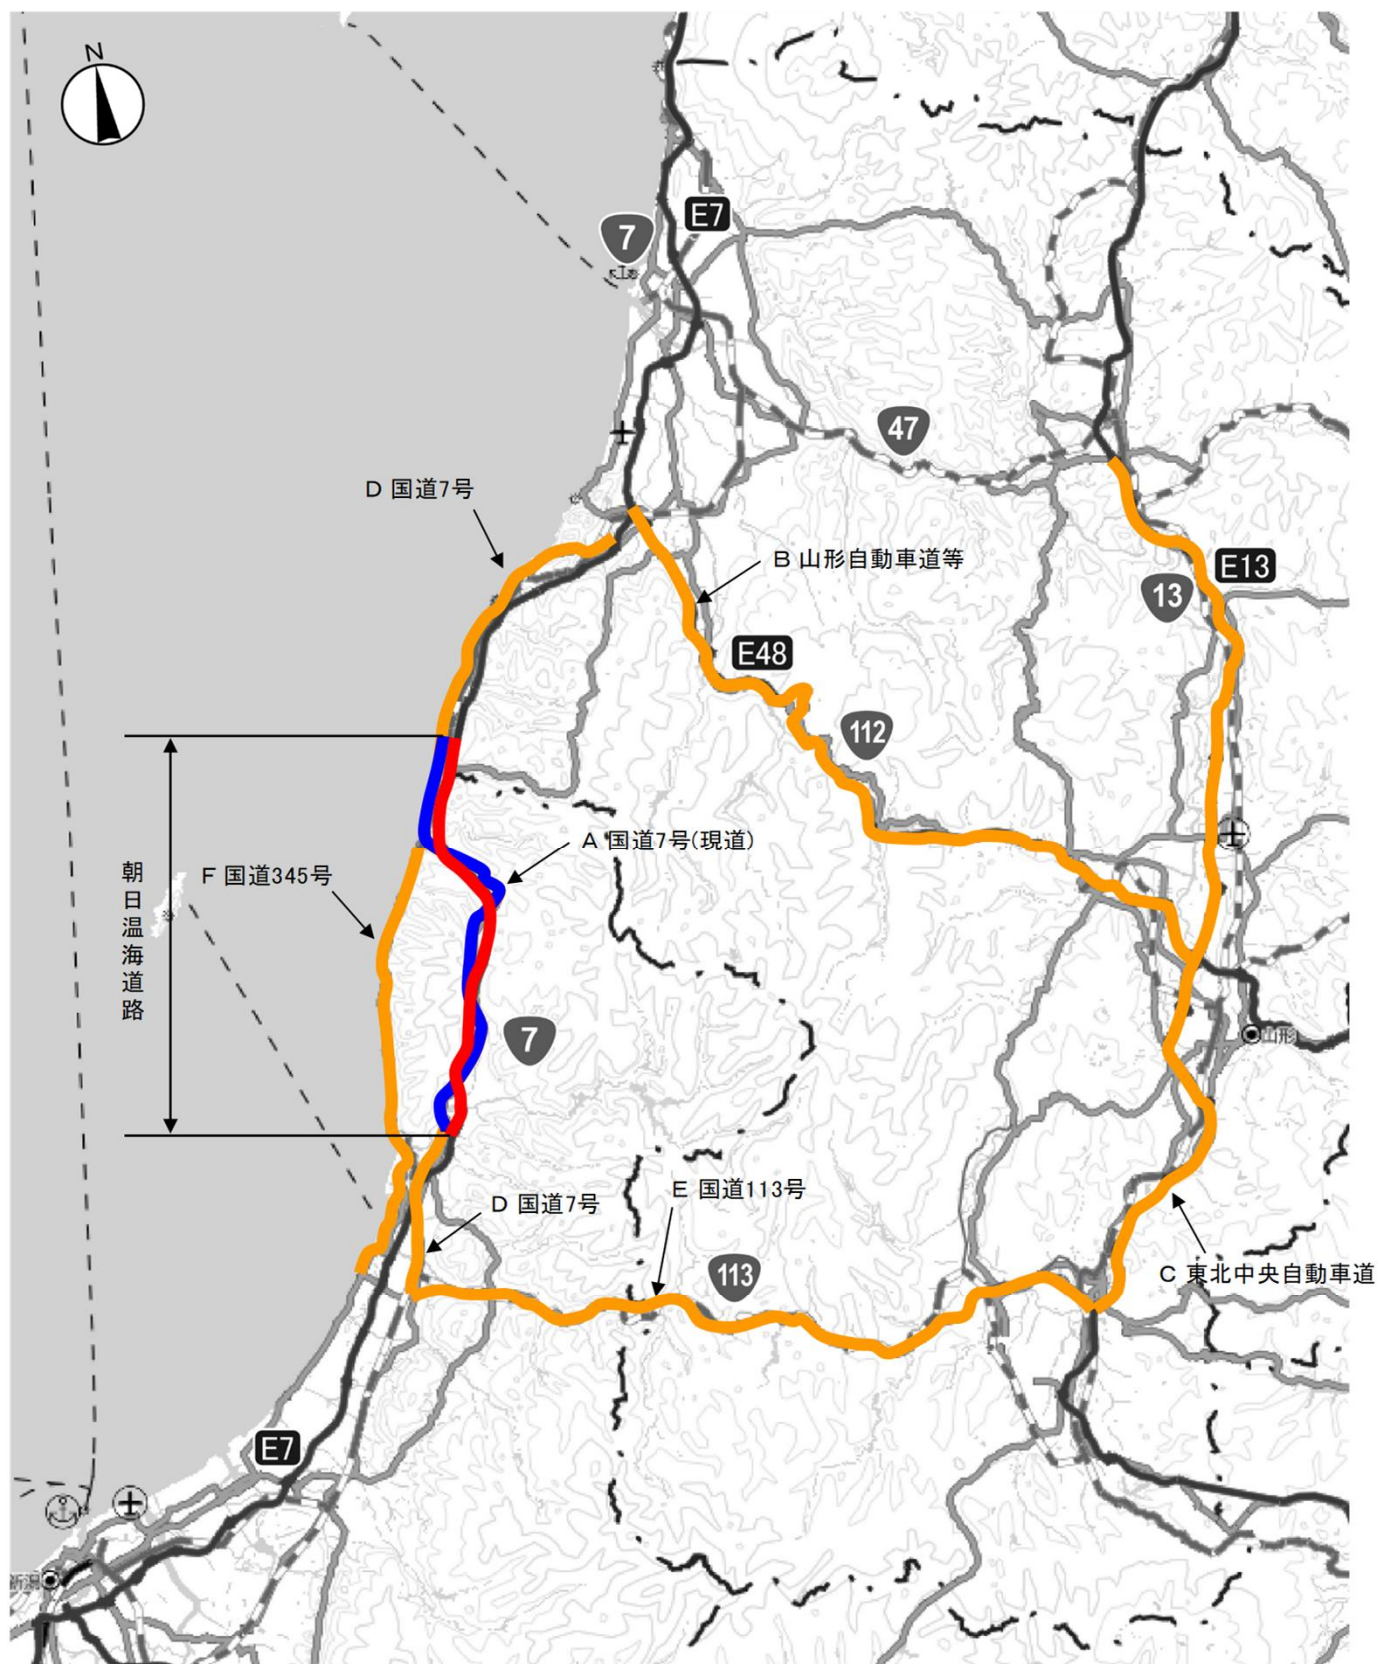 N
E7
7
47
D 国道7号
B 山形自動車道等
E13
13
E48
112
A 国道7号(現道)
F 国道345号
朝日温海道路
7
山形
E 国道113号
D 国道7号
113
C 東北中央自動車道
E7
新潟